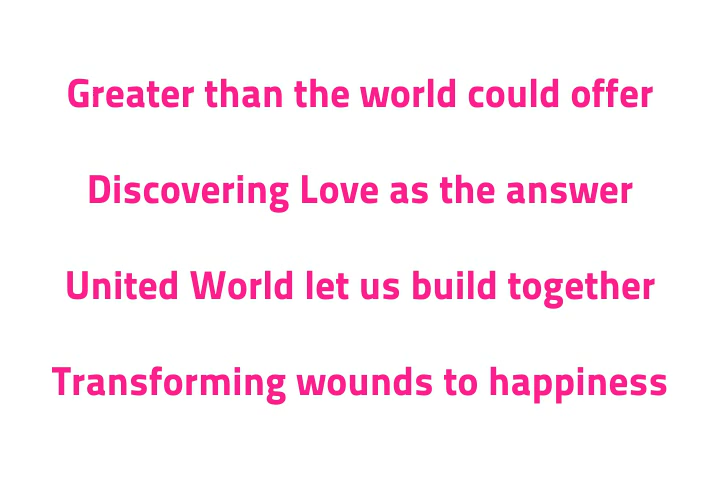 Greater than the world could offer
Discovering Love as the answer
United World let us build together
Transforming wounds to happiness